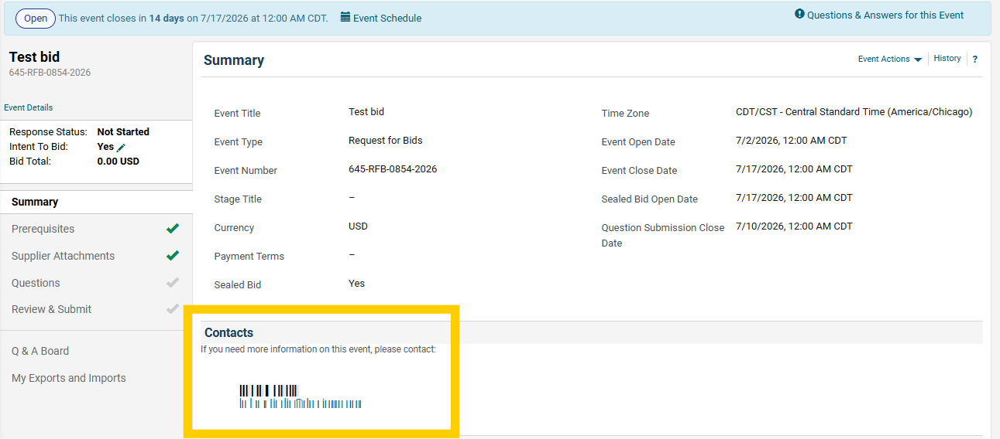 Open This event closes in 14 days on 7/17/2026 at 12:00 AM CDT. Event Schedule Questions & Answers for this Event
Test bid
645-RFB-0854-2026
Event Details
Response Status: Not Started
Intent To Bid: Yes
Bid Total: 0.00 USD
Summary
Prerequisites
Supplier Attachments
Questions
Review & Submit
Q & A Board
My Exports and Imports
Summary Event Actions History ?
Event Title Test bid
Event Type Request for Bids
Event Number 645-RFB-0854-2026
Stage Title –
Currency USD
Payment Terms –
Sealed Bid Yes
Time Zone CDT/CST - Central Standard Time (America/Chicago)
Event Open Date 7/2/2026, 12:00 AM CDT
Event Close Date 7/17/2026, 12:00 AM CDT
Sealed Bid Open Date 7/17/2026, 12:00 AM CDT
Question Submission Close 7/10/2026, 12:00 AM CDT
Date
Contacts
If you need more information on this event, please contact: